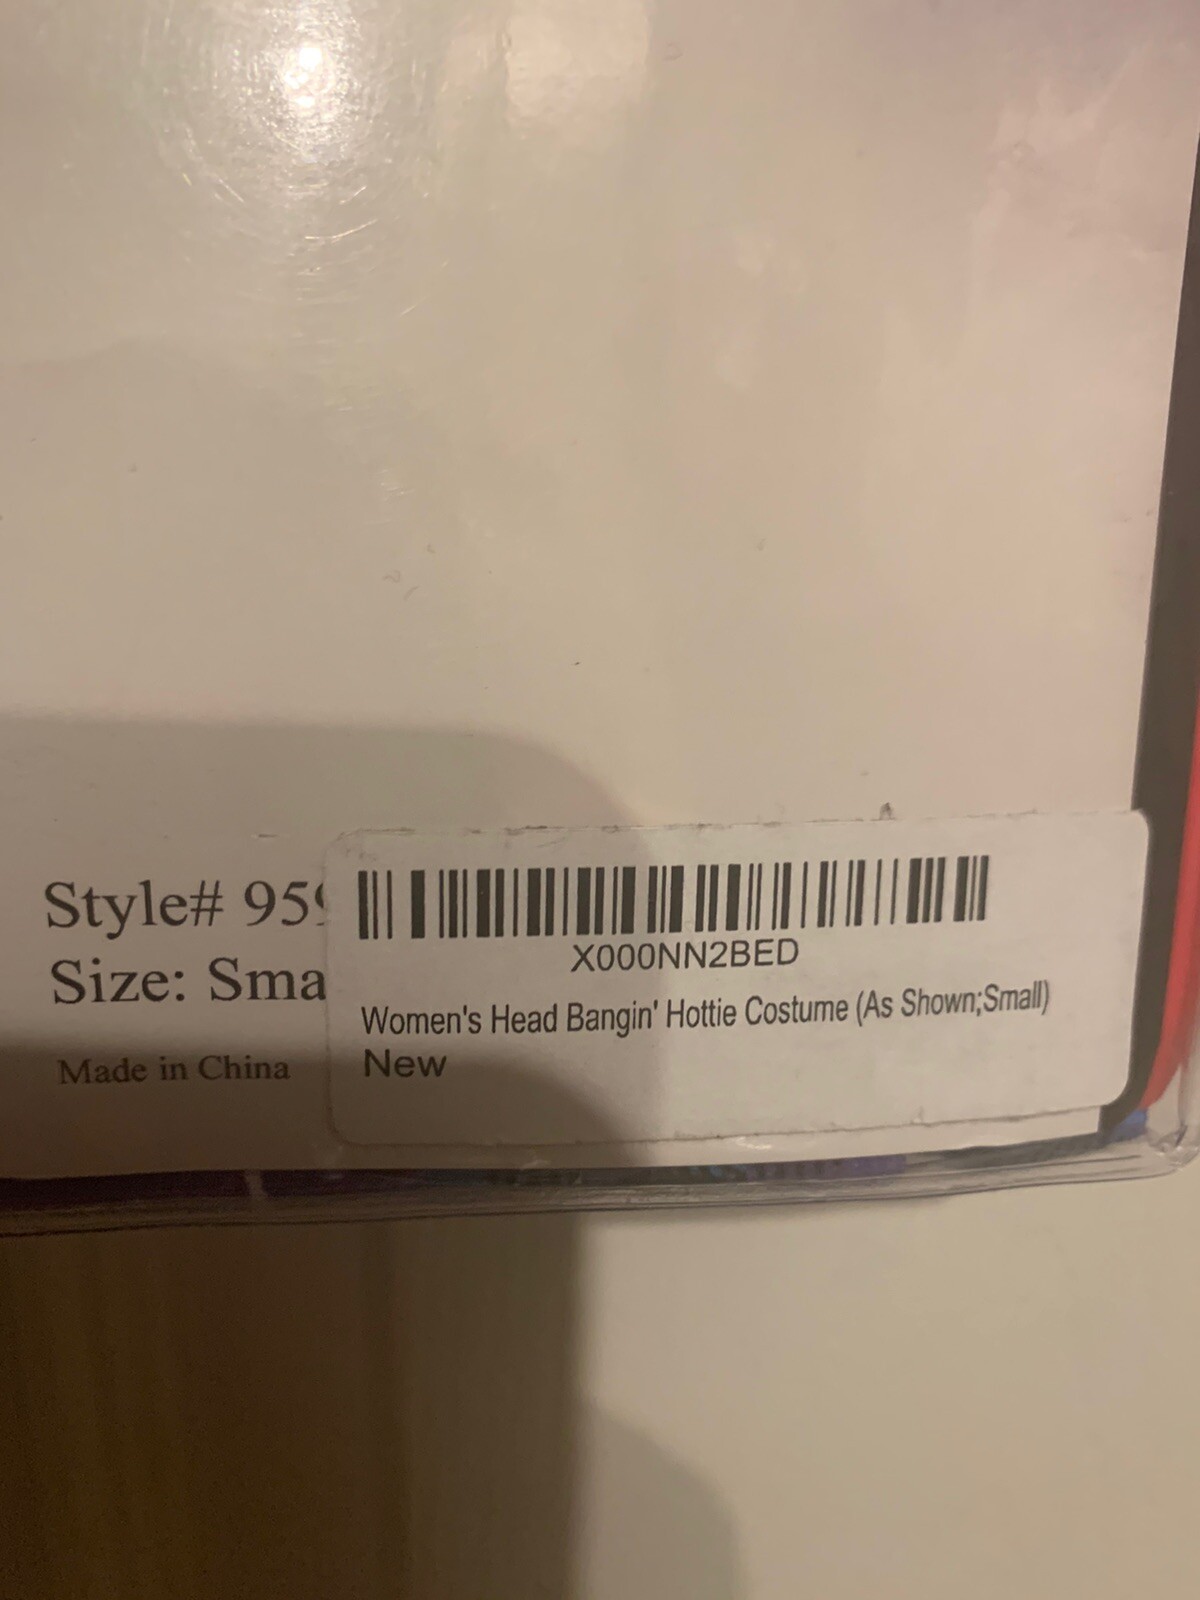 Style# 95
Size: Sma
Made in China
X000NN2BED
Women's Head Bangin' Hottie Costume (As Shown;Small)
New